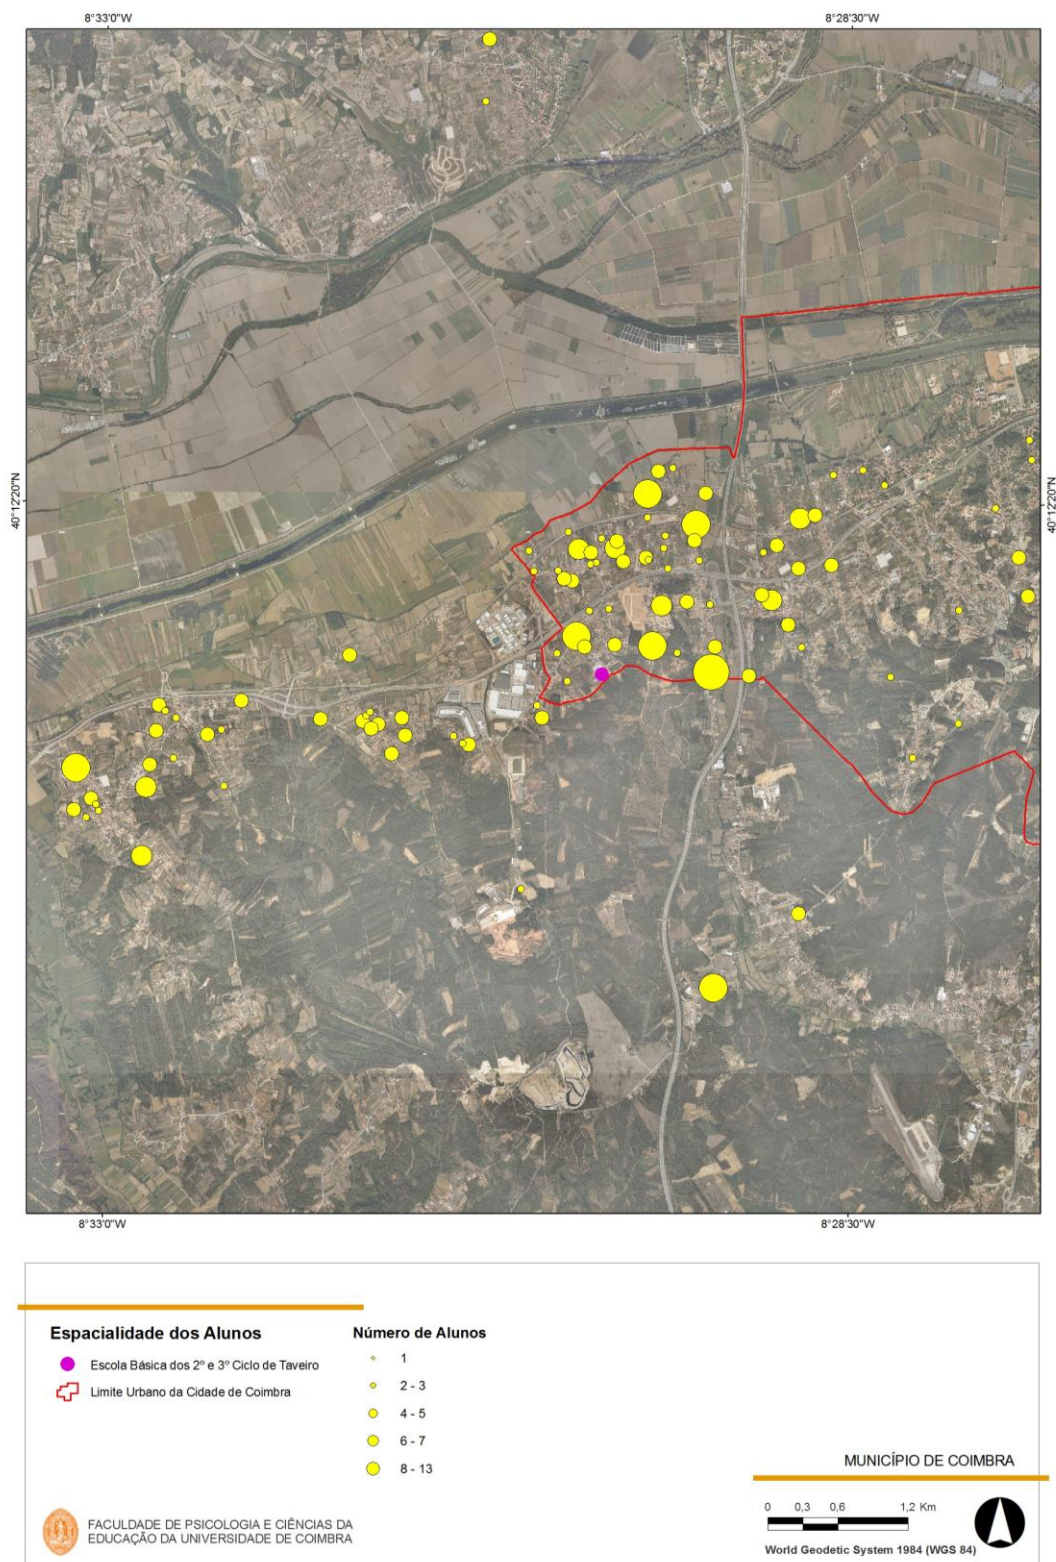 8°33'0"W
8°28'30"W
40°12'20"N
40°12'20"N
8°33'0"W
8°28'30"W
Espacialidade dos Alunos
Escola Básica dos 2º e 3º Ciclo de Taveiro
Limite Urbano da Cidade de Coimbra
Número de Alunos
1
2 - 3
4 - 5
6 - 7
8 - 13
MUNICÍPIO DE COIMBRA
0 0,3 0,6 1,2 Km
World Geodetic System 1984 (WGS 84)
FACULDADE DE PSICOLOGIA E CIÊNCIAS DA
EDUCAÇÃO DA UNIVERSIDADE DE COIMBRA